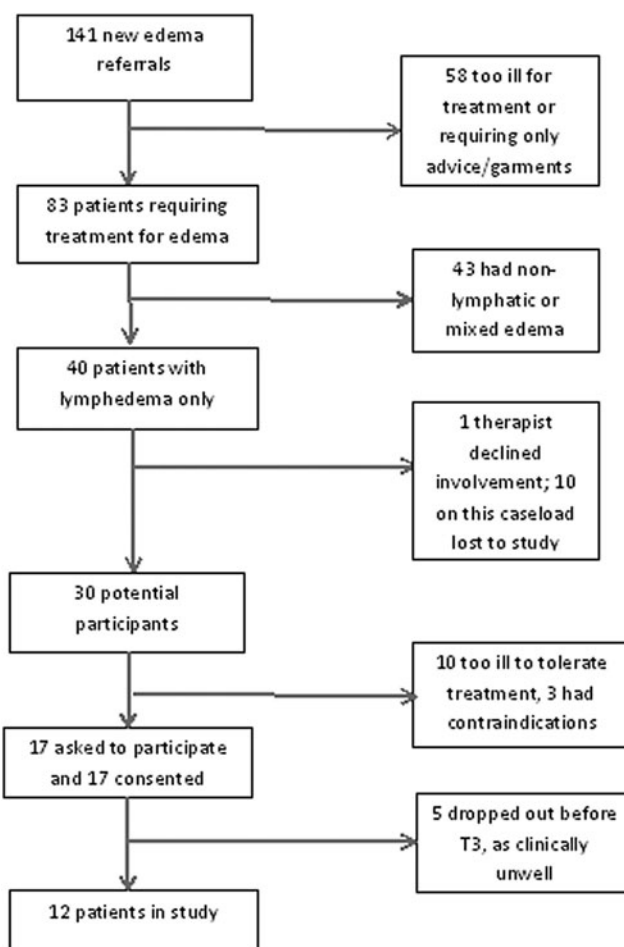 141 new edema
referrals
58 too ill for
treatment or
requiring only
advice/garments
83 patients requiring
treatment for edema
43 had non-
lymphatic or
mixed edema
40 patients with
lymphedema only
1 therapist
declined
involvement; 10
on this caseload
lost to study
30 potential
participants
10 too ill to tolerate
treatment, 3 had
contraindications
17 asked to participate
and 17 consented
5 dropped out before
T3, as clinically
unwell
12 patients in study